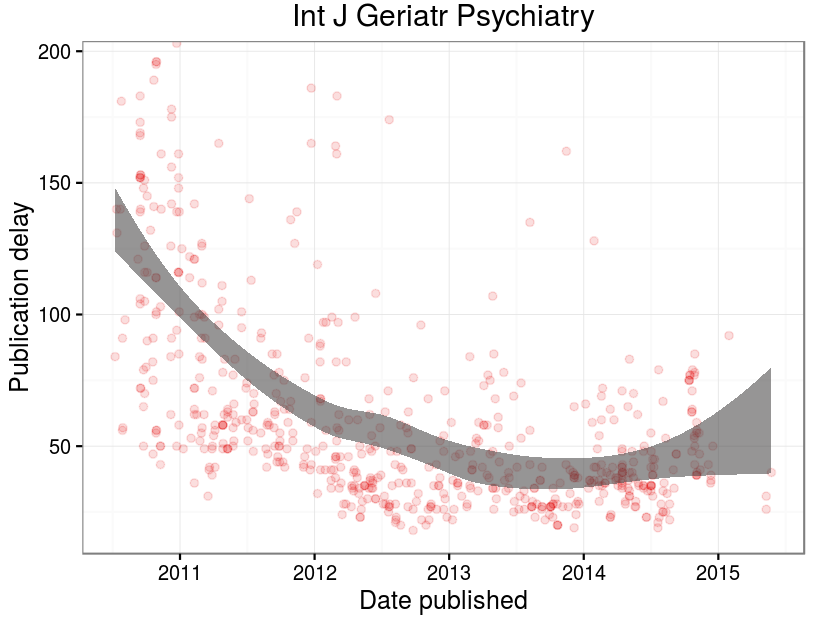 Int J Geriatr Psychiatry
200
150
100
50
Publication delay
2011 2012 2013 2014 2015
Date published